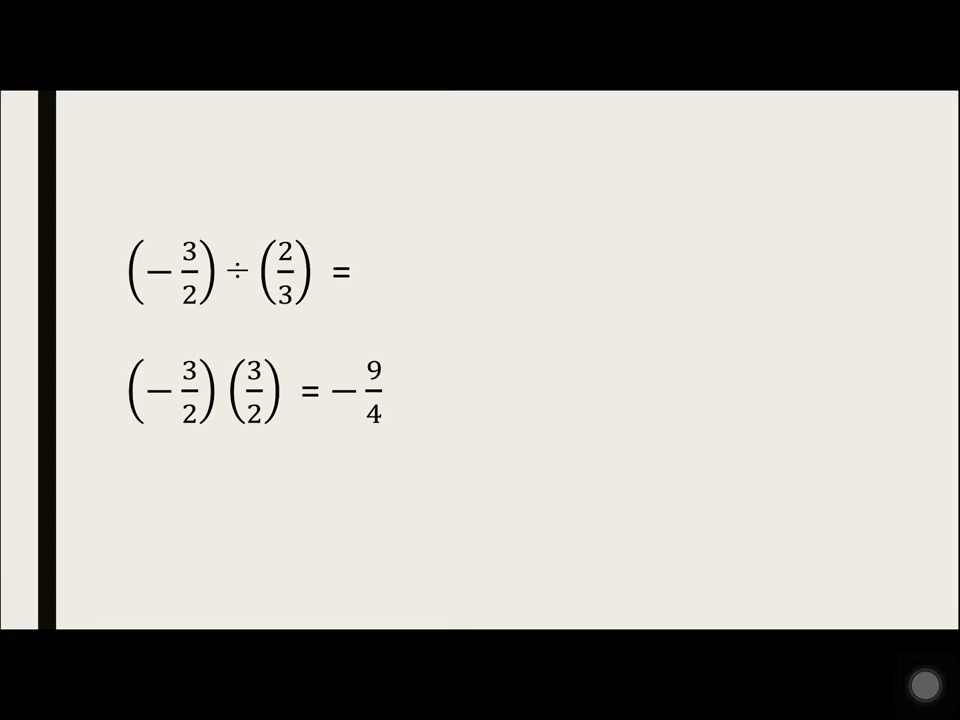 (− 3/2) ÷ (2/3) =
(− 3/2) (3/2) = − 9/4